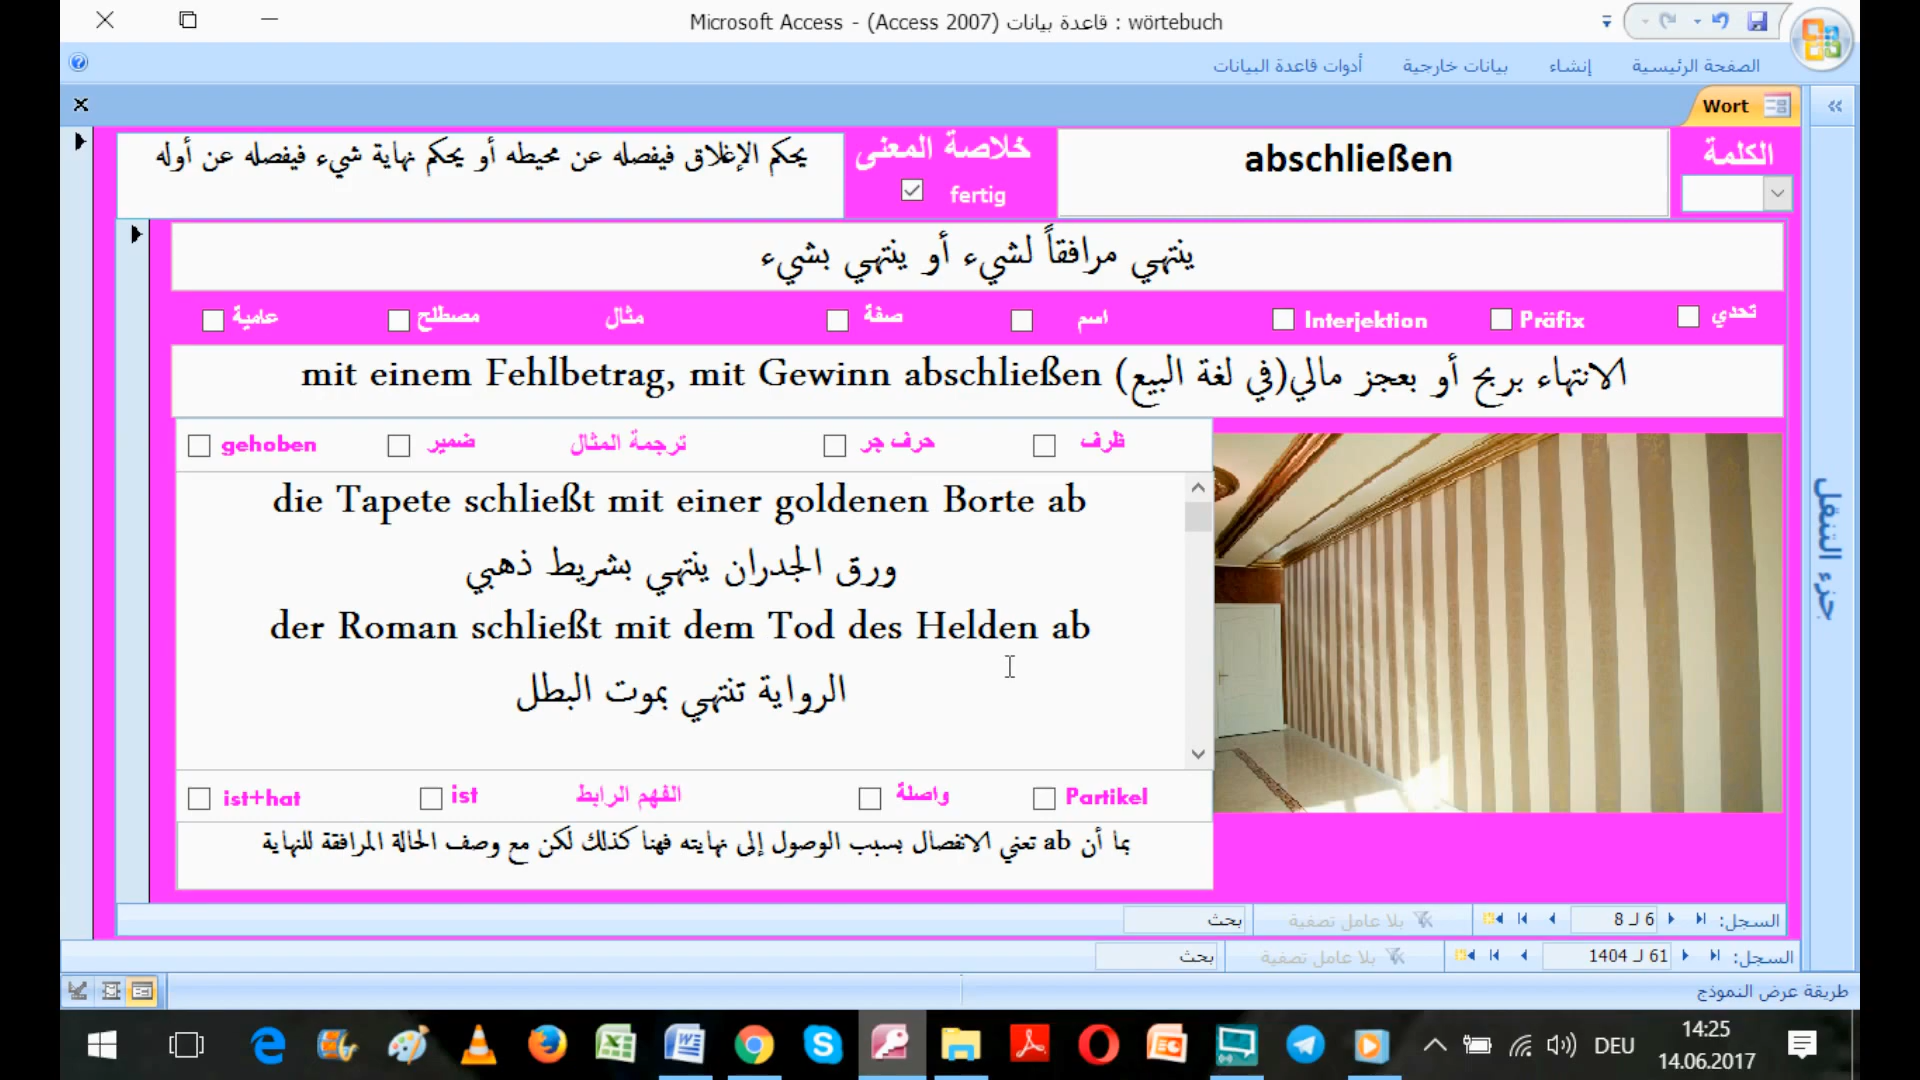 Microsoft Access - (Access 2007) قاعدة بيانات : wörtebuch
الصفحة الرئيسية إنشاء بيانات خارجية أدوات قاعدة البيانات
Wort
الكلمة
abschließen
خلاصة المعنى
fertig
يحكم الإغلاق فيفصله عن محيطه أو يحكم نهاية شيء فيفصله عن أوله
ينتهي مرافقاً لشيء أو ينتهي بشيء
تحدي Präfix Interjektion اسم صفة مثال مصطلح عامية
الانتهاء بربح أو بعجز مالي(في لغة البيع) mit einem Fehlbetrag, mit Gewinn abschließen
ظرف حرف جر ترجمة المثال ضمير gehoben
die Tapete schließt mit einer goldenen Borte ab
ورق الجدران ينتهي بشريط ذهبي
der Roman schließt mit dem Tod des Helden ab
الرواية تنتهي بموت البطل
Partikel واصلة الفهم الرابط ist ist+hat
بما أن ab تعني الانفصال بسبب الوصول إلى نهايته فهنا كذلك لكن مع وصف الحالة المرافقة للنهاية
جزء التنقل
السجل: 6 لـ 8 بلا عامل تصفية بحث
السجل: 61 لـ 1404 بلا عامل تصفية بحث
طريقة عرض النموذج
DEU
14:25
14.06.2017